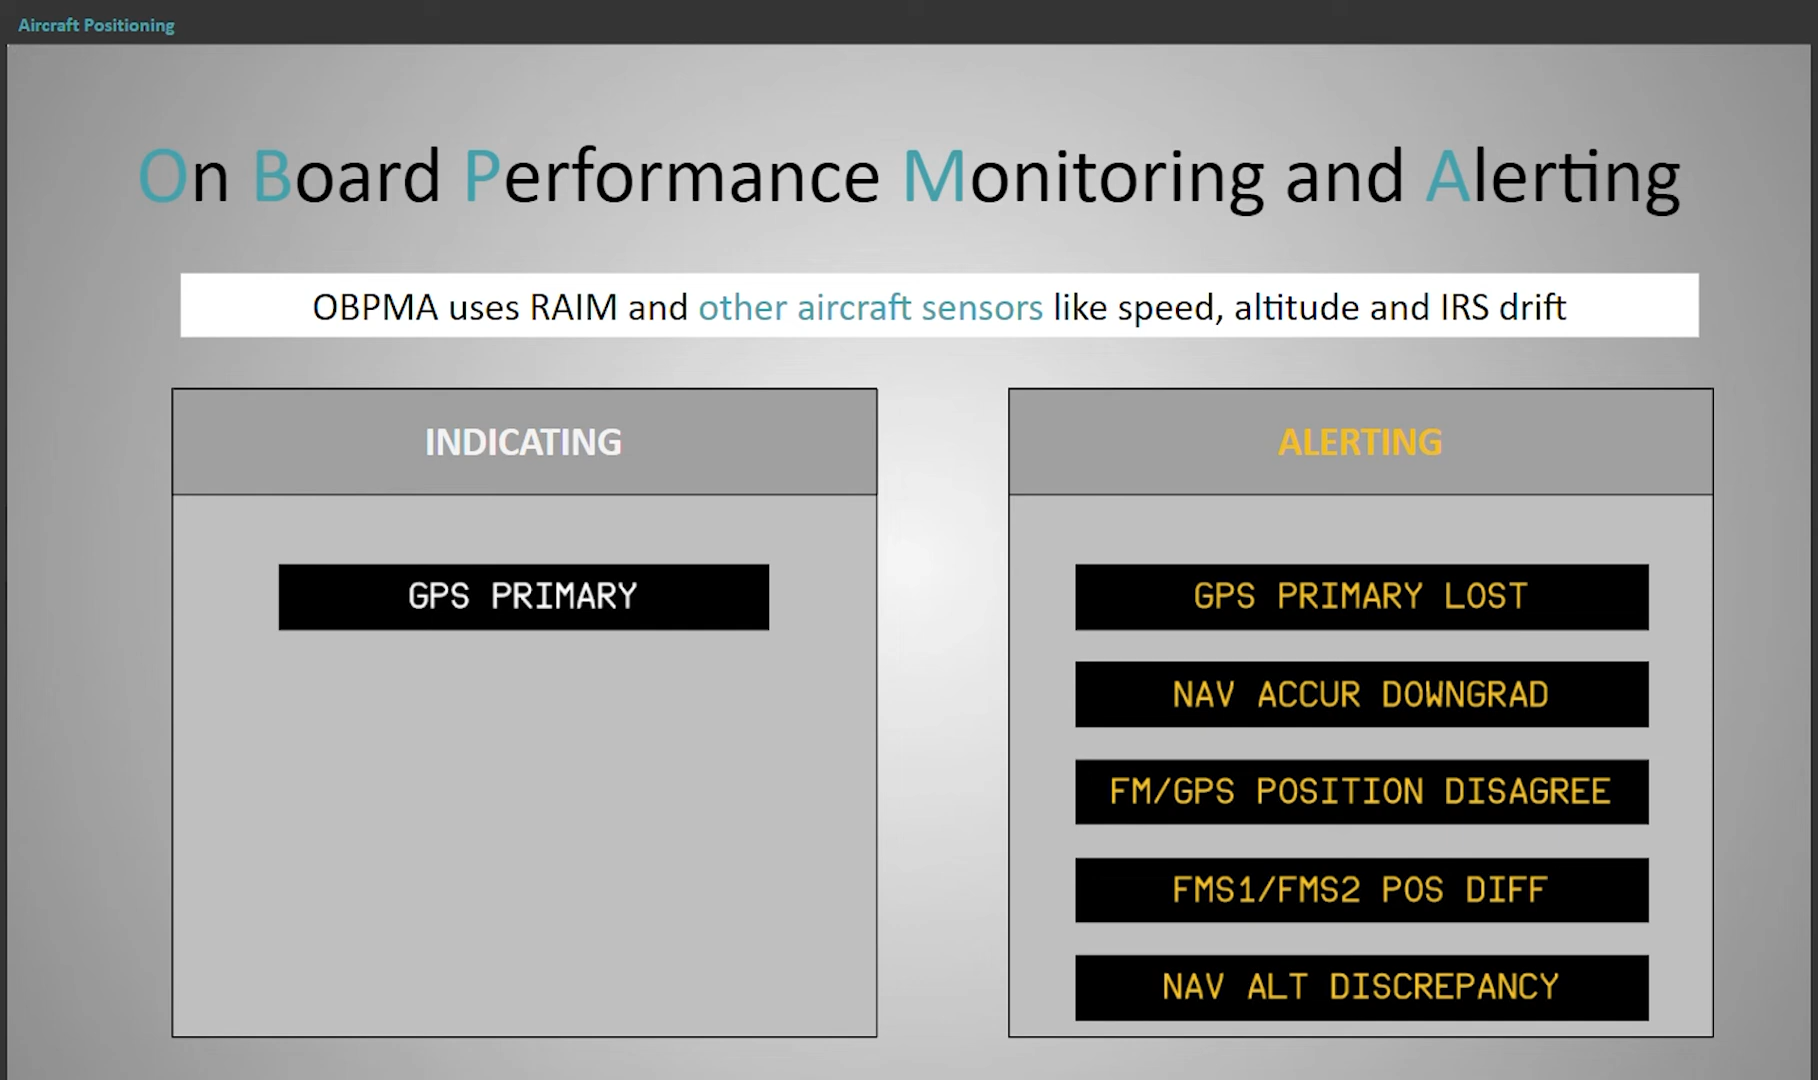 Aircraft Positioning
On Board Performance Monitoring and Alerting
OBPMA uses RAIM and other aircraft sensors like speed, altitude and IRS drift
INDICATING
GPS PRIMARY
ALERTING
GPS PRIMARY LOST
NAV ACCUR DOWNGRAD
FM/GPS POSITION DISAGREE
FMS1/FMS2 POS DIFF
NAV ALT DISCREPANCY